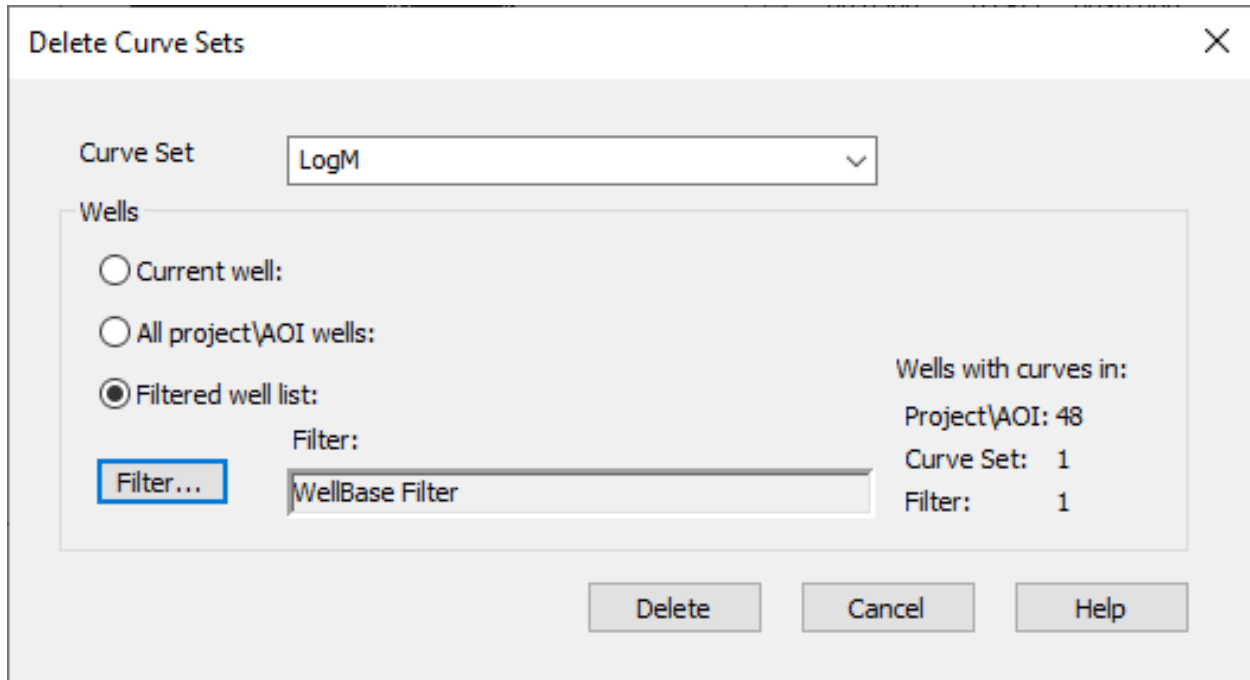 Delete Curve Sets
Curve Set
LogM
Wells
Current well:
All project\AOI wells:
Filtered well list:
Wells with curves in:
Project\AOI: 48
Curve Set: 1
Filter: 1
Filter:
Filter...
WellBase Filter
Delete
Cancel
Help